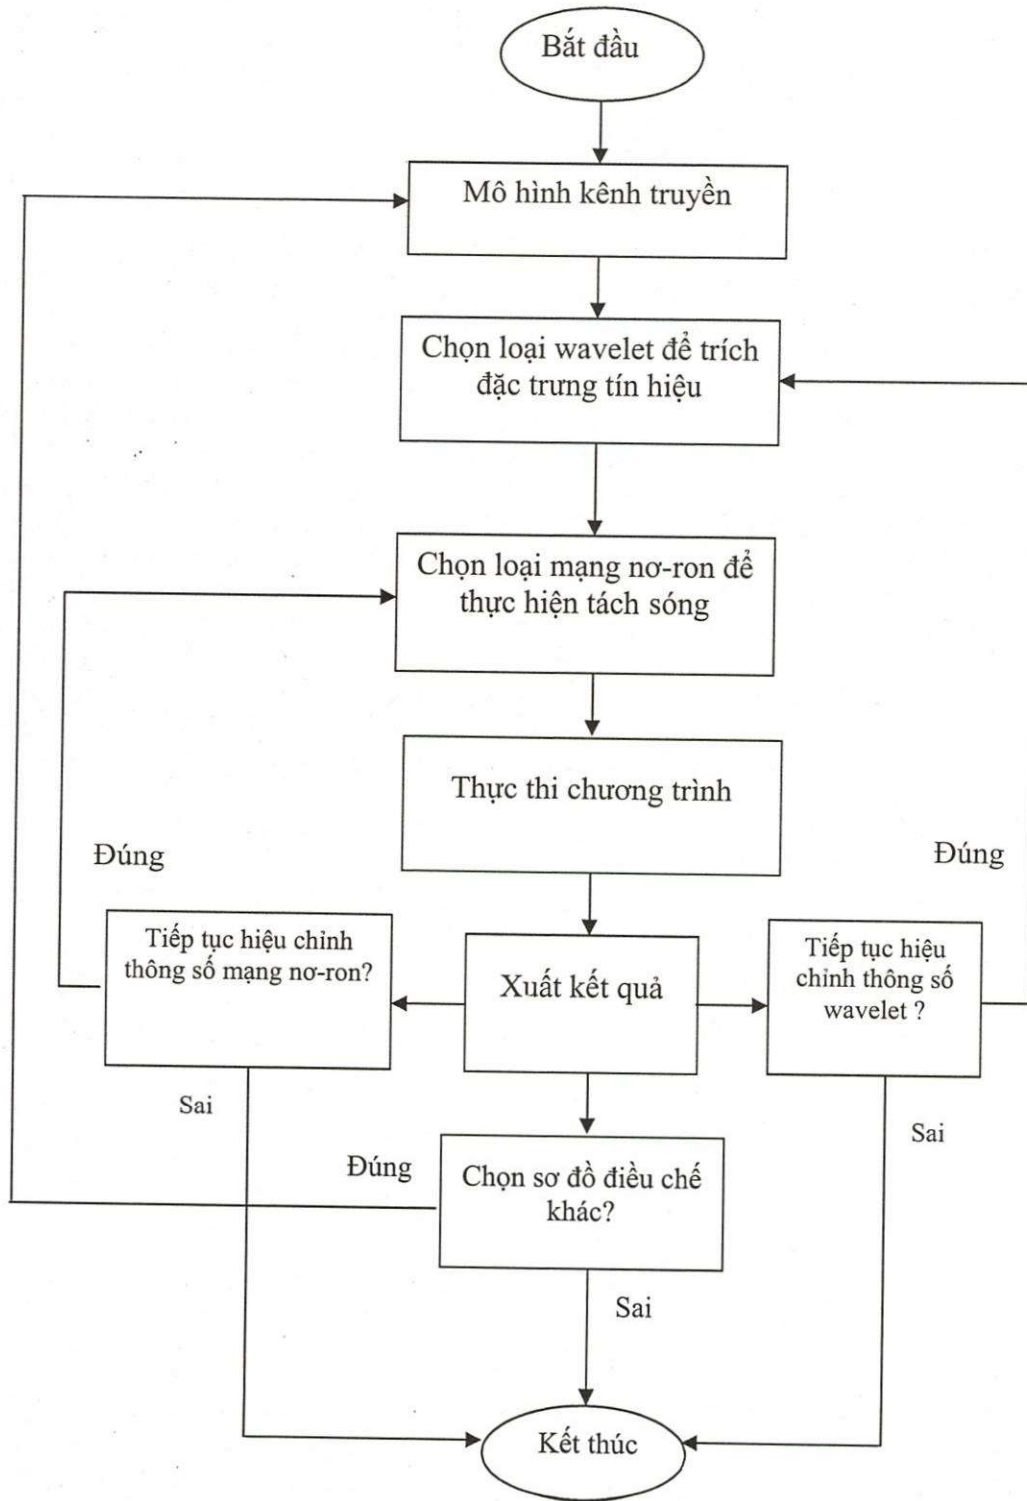 Bắt đầu
Mô hình kênh truyền
Chọn loại wavelet để trích
đặc trưng tín hiệu
Chọn loại mạng nơ-ron để
thực hiện tách sóng
Thực thi chương trình
Đúng
Đúng
Tiếp tục hiệu chỉnh
thông số mạng nơ-ron?
Xuất kết quả
Tiếp tục hiệu
chỉnh thông số
wavelet ?
Sai
Sai
Đúng
Chọn sơ đồ điều chế
khác?
Sai
Kết thúc